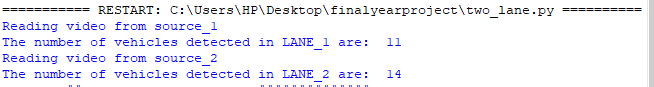 =========== RESTART: C:\Users\HP\Desktop\finalyearproject\two_lane.py ===========
Reading video from source_1
The number of vehicles detected in LANE_1 are:  11
Reading video from source_2
The number of vehicles detected in LANE_2 are:  14